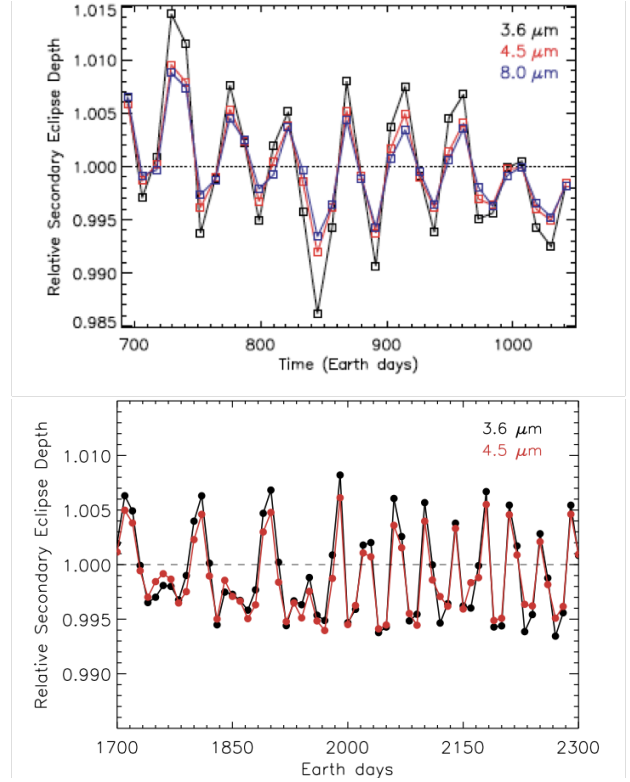 Relative Secondary Eclipse Depth
1.015
1.010
1.005
1.000
0.995
0.990
0.985
3.6 μm
4.5 μm
8.0 μm
700
800
900
1000
Time (Earth days)
Relative Secondary Eclipse Depth
1.010
1.005
1.000
0.995
0.990
3.6 μm
4.5 μm
1700
1850
2000
2150
2300
Earth days